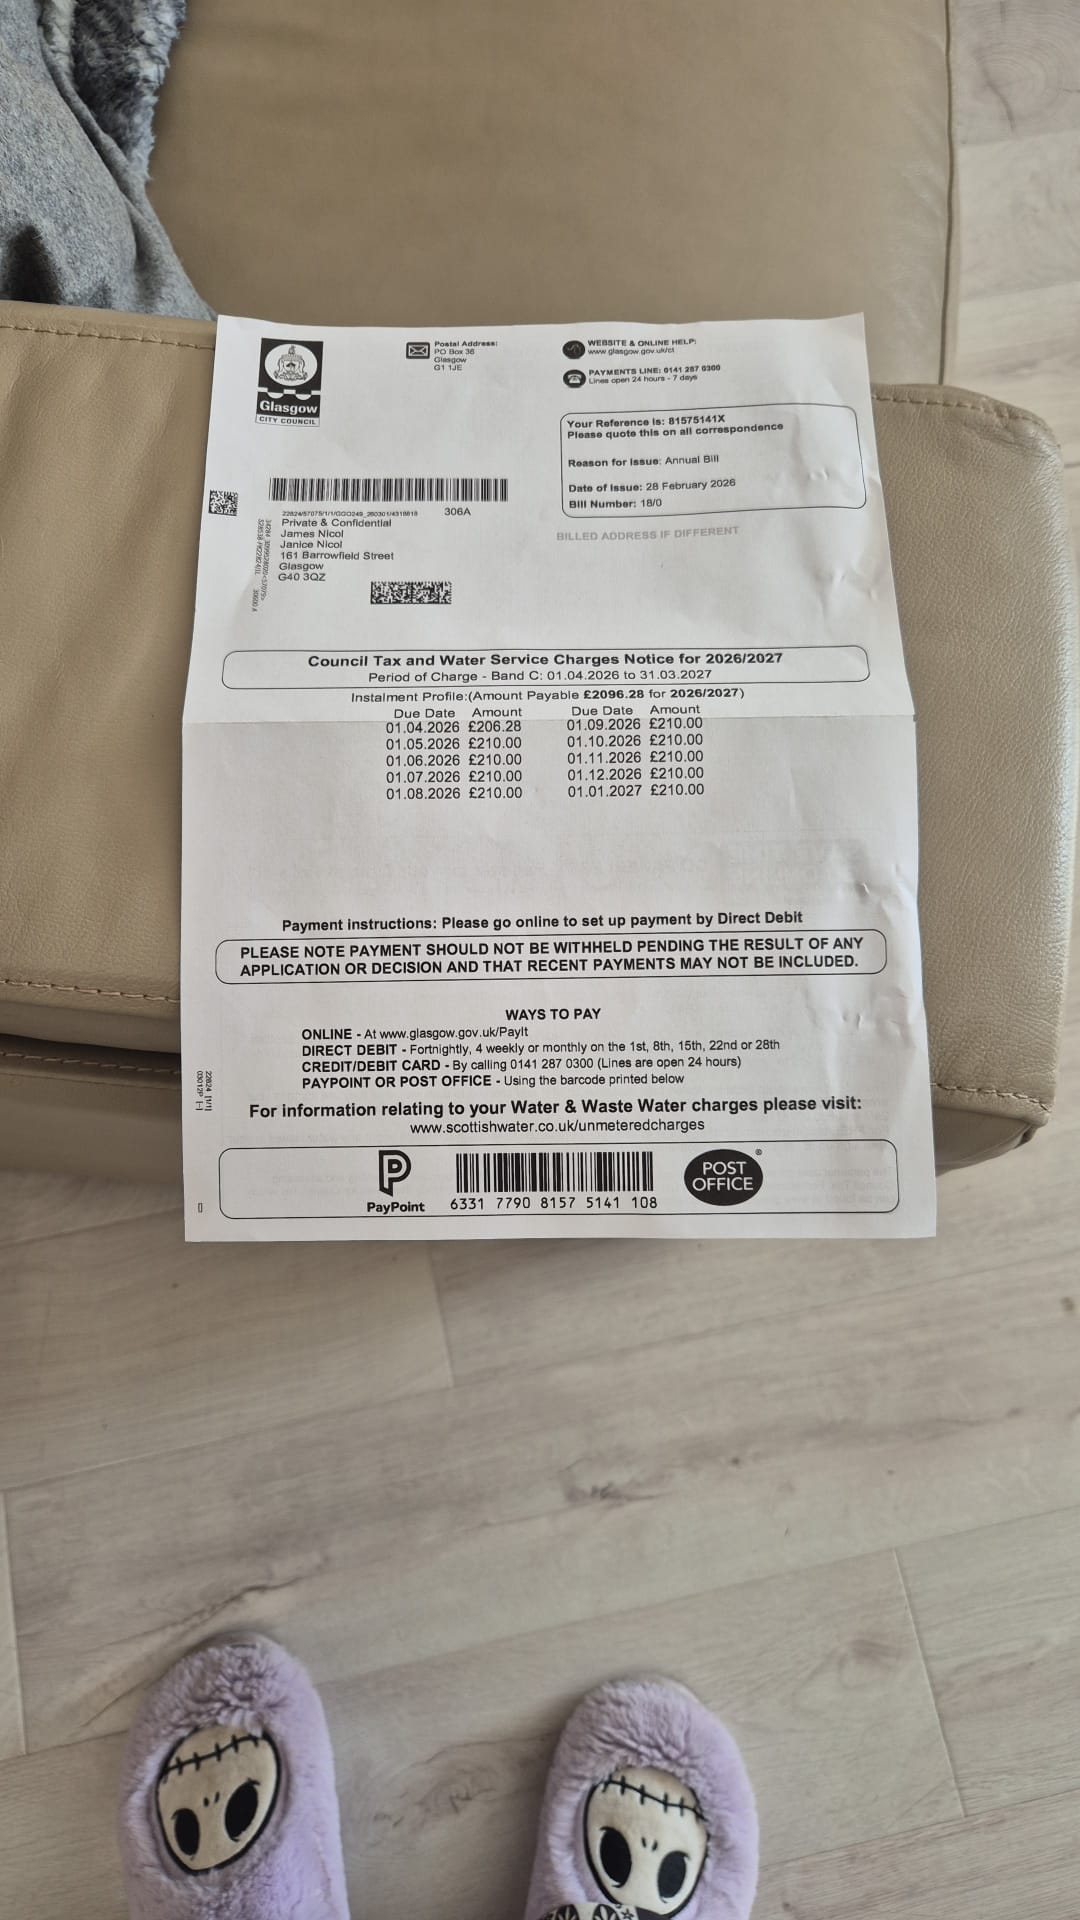 Glasgow
CITY COUNCIL
Postal Address:
PO Box 36
Glasgow
G1 1JE
WEBSITE & ONLINE HELP:
www.glasgow.gov.uk/ct
PAYMENTS LINE: 0141 287 0300
Lines open 24 hours - 7 days
Your Reference is: 81575141X
Please quote this on all correspondence
Reason for Issue: Annual Bill
Date of Issue: 28 February 2026
Bill Number: 18/0
BILLED ADDRESS IF DIFFERENT
306A
Private & Confidential
James Nicol
Janice Nicol
161 Barrowfield Street
Glasgow
G40 3QZ
Council Tax and Water Service Charges Notice for 2026/2027
Period of Charge - Band C: 01.04.2026 to 31.03.2027
Instalment Profile:(Amount Payable £2096.28 for 2026/2027)
Due Date Amount Due Date Amount
01.04.2026 £206.28 01.09.2026 £210.00
01.05.2026 £210.00 01.10.2026 £210.00
01.06.2026 £210.00 01.11.2026 £210.00
01.07.2026 £210.00 01.12.2026 £210.00
01.08.2026 £210.00 01.01.2027 £210.00
Payment instructions: Please go online to set up payment by Direct Debit
PLEASE NOTE PAYMENT SHOULD NOT BE WITHHELD PENDING THE RESULT OF ANY
APPLICATION OR DECISION AND THAT RECENT PAYMENTS MAY NOT BE INCLUDED.
WAYS TO PAY
ONLINE - At www.glasgow.gov.uk/PayIt
DIRECT DEBIT - Fortnightly, 4 weekly or monthly on the 1st, 8th, 15th, 22nd or 28th
CREDIT/DEBIT CARD - By calling 0141 287 0300 (Lines are open 24 hours)
PAYPOINT OR POST OFFICE - Using the barcode printed below
For information relating to your Water & Waste Water charges please visit:
www.scottishwater.co.uk/unmeteredcharges
PayPoint
6331 7790 8157 5141 108
POST
OFFICE
®
22824 [1/1]
03012P [--]